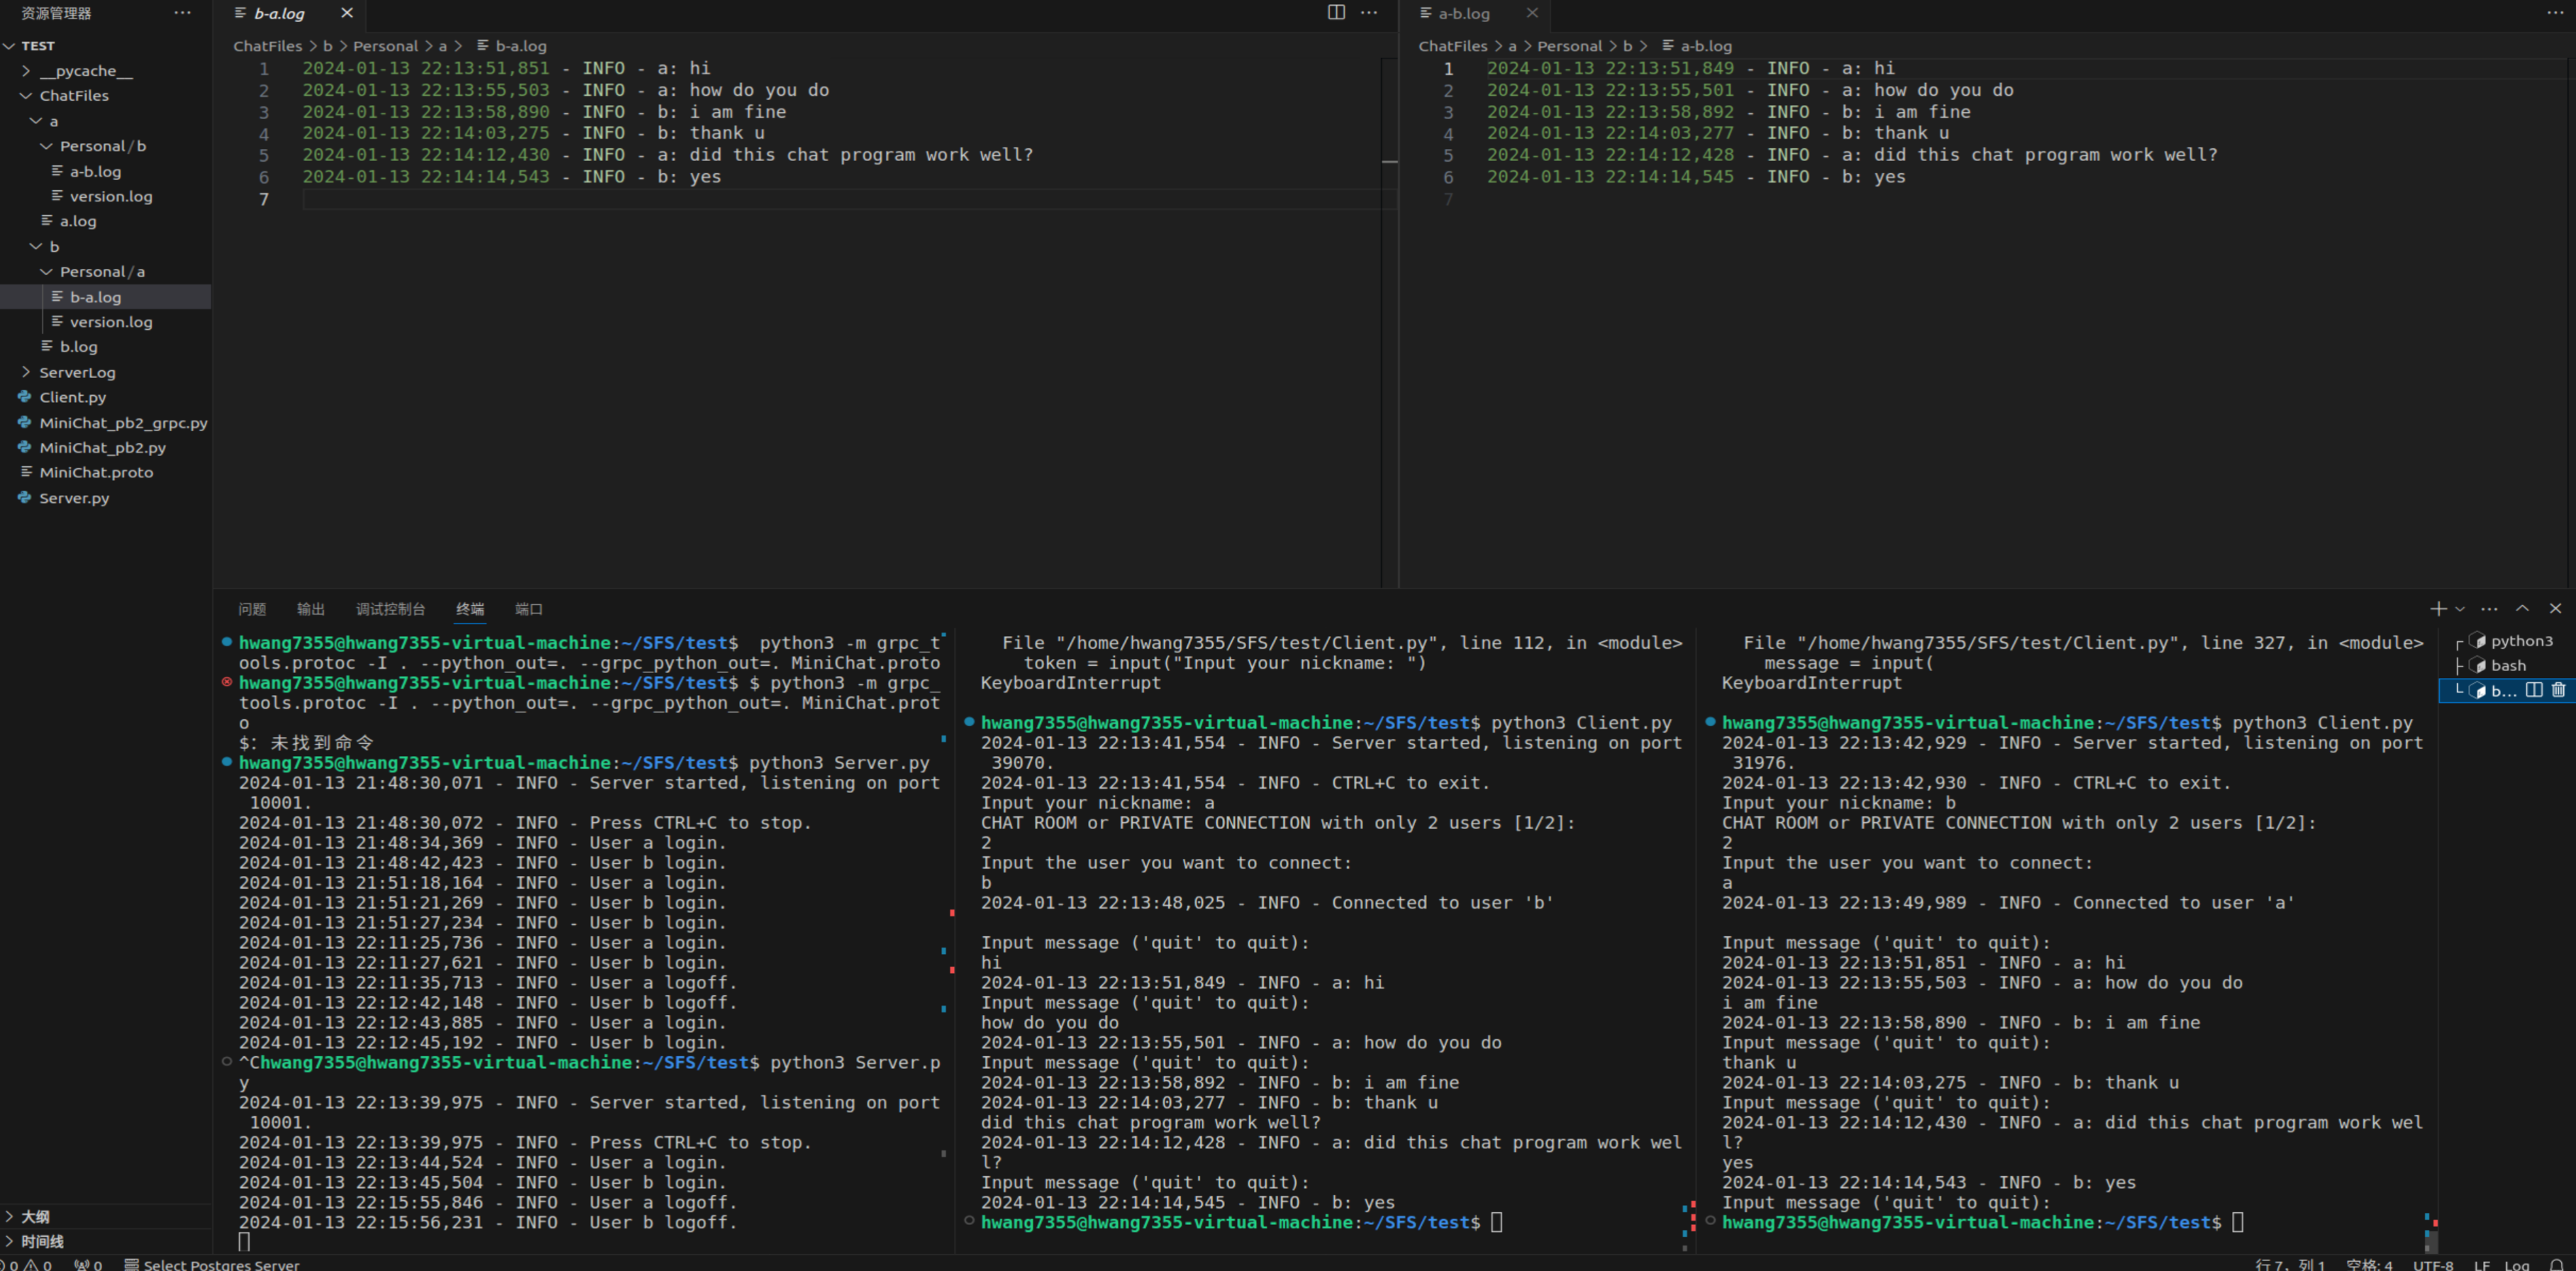 资源管理器
TEST
__pycache__
ChatFiles
a
Personal/b
a-b.log
version.log
a.log
b
Personal/a
b-a.log
version.log
b.log
ServerLog
Client.py
MiniChat_pb2_grpc.py
MiniChat_pb2.py
MiniChat.proto
Server.py
大纲
时间线
b-a.log
ChatFiles > b > Personal > a > b-a.log
1 2024-01-13 22:13:51,851 - INFO - a: hi
2 2024-01-13 22:13:55,503 - INFO - a: how do you do
3 2024-01-13 22:13:58,890 - INFO - b: i am fine
4 2024-01-13 22:14:03,275 - INFO - b: thank u
5 2024-01-13 22:14:12,430 - INFO - a: did this chat program work well?
6 2024-01-13 22:14:14,543 - INFO - b: yes
7
a-b.log
ChatFiles > a > Personal > b > a-b.log
1 2024-01-13 22:13:51,849 - INFO - a: hi
2 2024-01-13 22:13:55,501 - INFO - a: how do you do
3 2024-01-13 22:13:58,892 - INFO - b: i am fine
4 2024-01-13 22:14:03,277 - INFO - b: thank u
5 2024-01-13 22:14:12,428 - INFO - a: did this chat program work well?
6 2024-01-13 22:14:14,545 - INFO - b: yes
7
问题 输出 调试控制台 终端 端口
hwang7355@hwang7355-virtual-machine:~/SFS/test$  python3 -m grpc_t
ools.protoc -I . --python_out=. --grpc_python_out=. MiniChat.proto
hwang7355@hwang7355-virtual-machine:~/SFS/test$ $ python3 -m grpc_
tools.protoc -I . --python_out=. --grpc_python_out=. MiniChat.prot
o
$：未找到命令
hwang7355@hwang7355-virtual-machine:~/SFS/test$ python3 Server.py
2024-01-13 21:48:30,071 - INFO - Server started, listening on port
10001.
2024-01-13 21:48:30,072 - INFO - Press CTRL+C to stop.
2024-01-13 21:48:34,369 - INFO - User a login.
2024-01-13 21:48:42,423 - INFO - User b login.
2024-01-13 21:51:18,164 - INFO - User a login.
2024-01-13 21:51:21,269 - INFO - User b login.
2024-01-13 21:51:27,234 - INFO - User b login.
2024-01-13 22:11:25,736 - INFO - User a login.
2024-01-13 22:11:27,621 - INFO - User b login.
2024-01-13 22:11:35,713 - INFO - User a logoff.
2024-01-13 22:12:42,148 - INFO - User b logoff.
2024-01-13 22:12:43,885 - INFO - User a login.
2024-01-13 22:12:45,192 - INFO - User b login.
^Chwang7355@hwang7355-virtual-machine:~/SFS/test$ python3 Server.p
y
2024-01-13 22:13:39,975 - INFO - Server started, listening on port
10001.
2024-01-13 22:13:39,975 - INFO - Press CTRL+C to stop.
2024-01-13 22:13:44,524 - INFO - User a login.
2024-01-13 22:13:45,504 - INFO - User b login.
2024-01-13 22:15:55,846 - INFO - User a logoff.
2024-01-13 22:15:56,231 - INFO - User b logoff.
File "/home/hwang7355/SFS/test/Client.py", line 112, in <module>
token = input("Input your nickname: ")
KeyboardInterrupt
hwang7355@hwang7355-virtual-machine:~/SFS/test$ python3 Client.py
2024-01-13 22:13:41,554 - INFO - Server started, listening on port
39070.
2024-01-13 22:13:41,554 - INFO - CTRL+C to exit.
Input your nickname: a
CHAT ROOM or PRIVATE CONNECTION with only 2 users [1/2]:
2
Input the user you want to connect:
b
2024-01-13 22:13:48,025 - INFO - Connected to user 'b'
Input message ('quit' to quit):
hi
2024-01-13 22:13:51,849 - INFO - a: hi
Input message ('quit' to quit):
how do you do
2024-01-13 22:13:55,501 - INFO - a: how do you do
Input message ('quit' to quit):
2024-01-13 22:13:58,892 - INFO - b: i am fine
2024-01-13 22:14:03,277 - INFO - b: thank u
did this chat program work well?
2024-01-13 22:14:12,428 - INFO - a: did this chat program work wel
l?
Input message ('quit' to quit):
2024-01-13 22:14:14,545 - INFO - b: yes
hwang7355@hwang7355-virtual-machine:~/SFS/test$
File "/home/hwang7355/SFS/test/Client.py", line 327, in <module>
message = input(
KeyboardInterrupt
hwang7355@hwang7355-virtual-machine:~/SFS/test$ python3 Client.py
2024-01-13 22:13:42,929 - INFO - Server started, listening on port
31976.
2024-01-13 22:13:42,930 - INFO - CTRL+C to exit.
Input your nickname: b
CHAT ROOM or PRIVATE CONNECTION with only 2 users [1/2]:
2
Input the user you want to connect:
a
2024-01-13 22:13:49,989 - INFO - Connected to user 'a'
Input message ('quit' to quit):
2024-01-13 22:13:51,851 - INFO - a: hi
2024-01-13 22:13:55,503 - INFO - a: how do you do
i am fine
2024-01-13 22:13:58,890 - INFO - b: i am fine
Input message ('quit' to quit):
thank u
2024-01-13 22:14:03,275 - INFO - b: thank u
Input message ('quit' to quit):
2024-01-13 22:14:12,430 - INFO - a: did this chat program work wel
l?
yes
2024-01-13 22:14:14,543 - INFO - b: yes
Input message ('quit' to quit):
hwang7355@hwang7355-virtual-machine:~/SFS/test$
python3
bash
b...
0 0 0 Select Postgres Server
行 7，列 1 空格: 4 UTF-8 LF Log